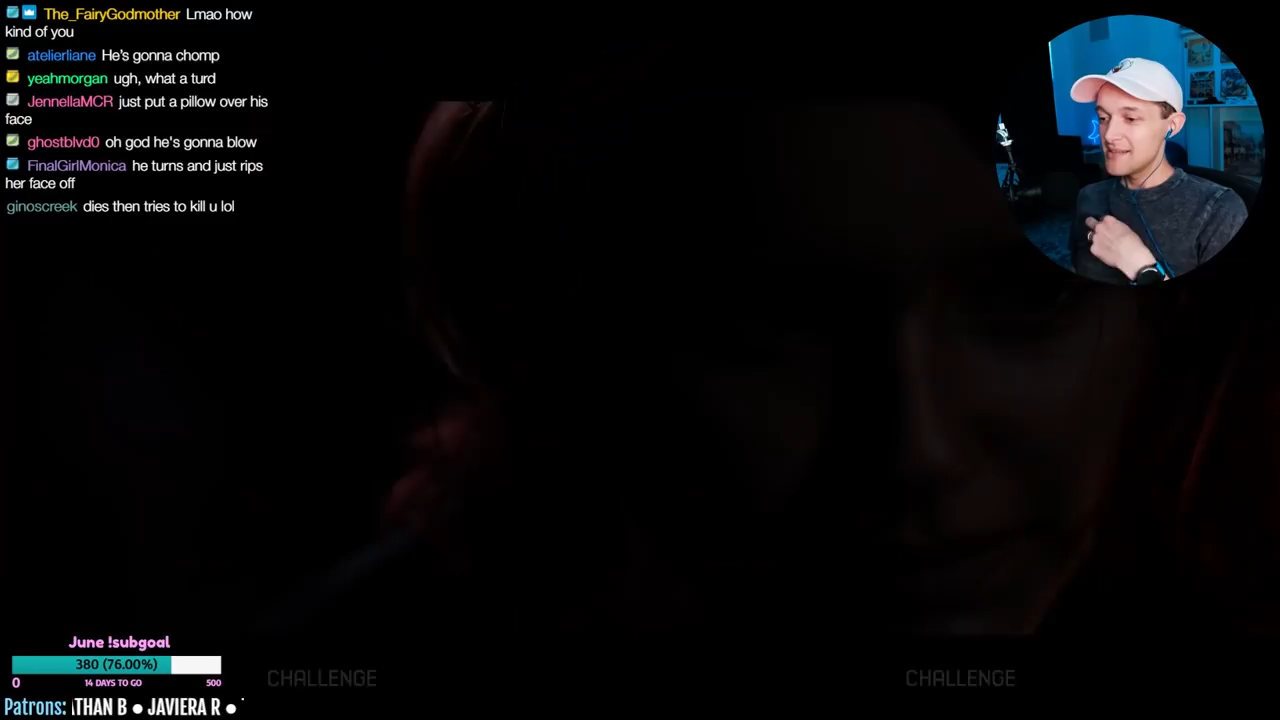 The_FairyGodmother Lmao how
kind of you
atelierliane He's gonna chomp
yeahmorgan ugh, what a turd
JennellaMCR just put a pillow over his
face
ghostblvd0 oh god he's gonna blow
FinalGirlMonica he turns and just rips
her face off
ginoscreek dies then tries to kill u lol
June !subgoal
380 (76.00%)
0 14 DAYS TO GO 500
CHALLENGE CHALLENGE
Patrons: THAN B ● JAVIERA R ●